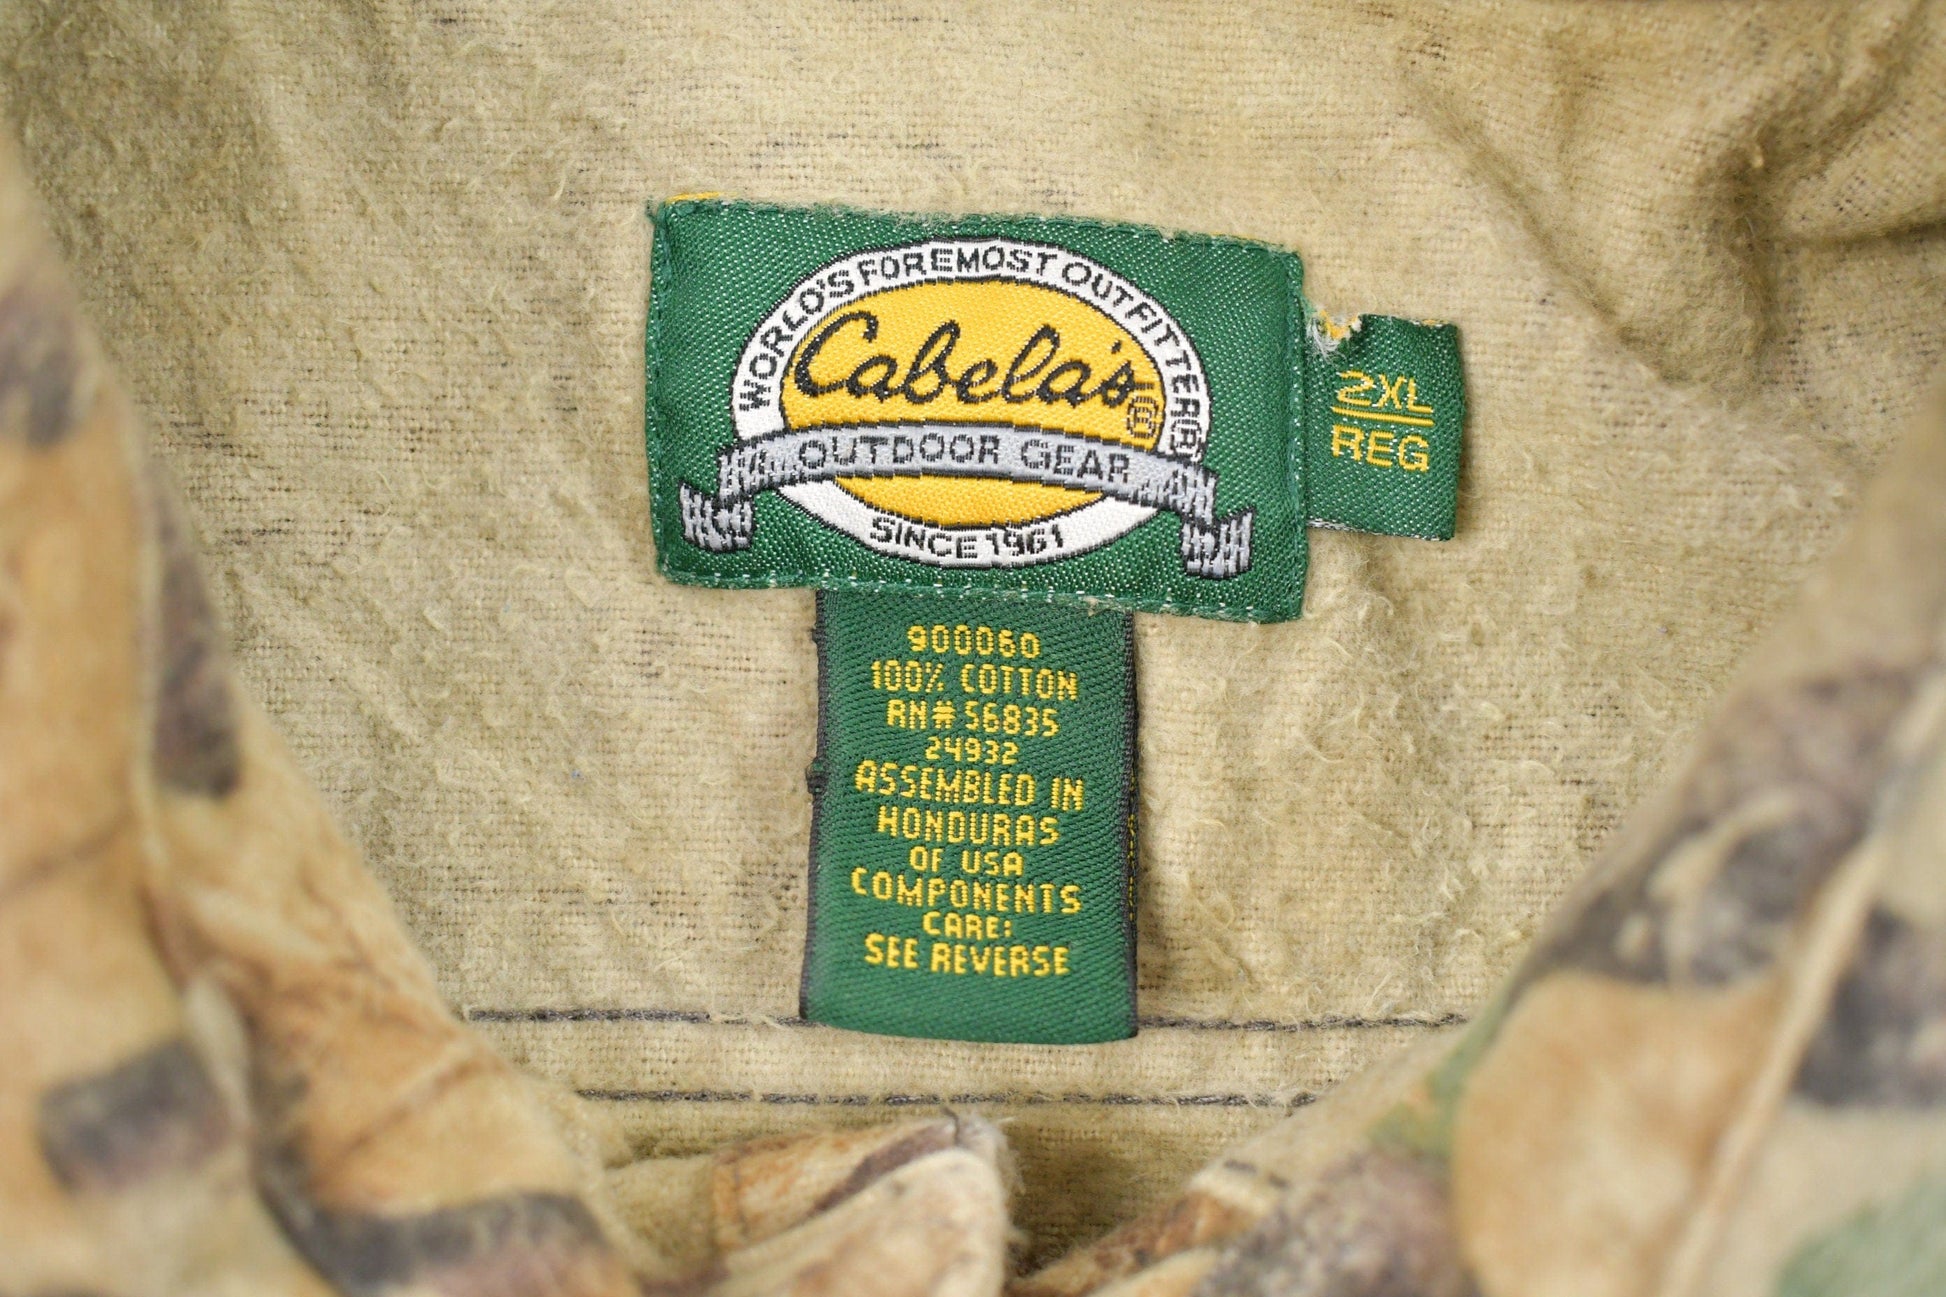 WORLD'S FOREMOST OUTFITTER®
Cabela's®
OUTDOOR GEAR
SINCE 1961
2XL
REG
900060
100% COTTON
RN# 56835
24932
ASSEMBLED IN
HONDURAS
OF USA
COMPONENTS
CARE:
SEE REVERSE